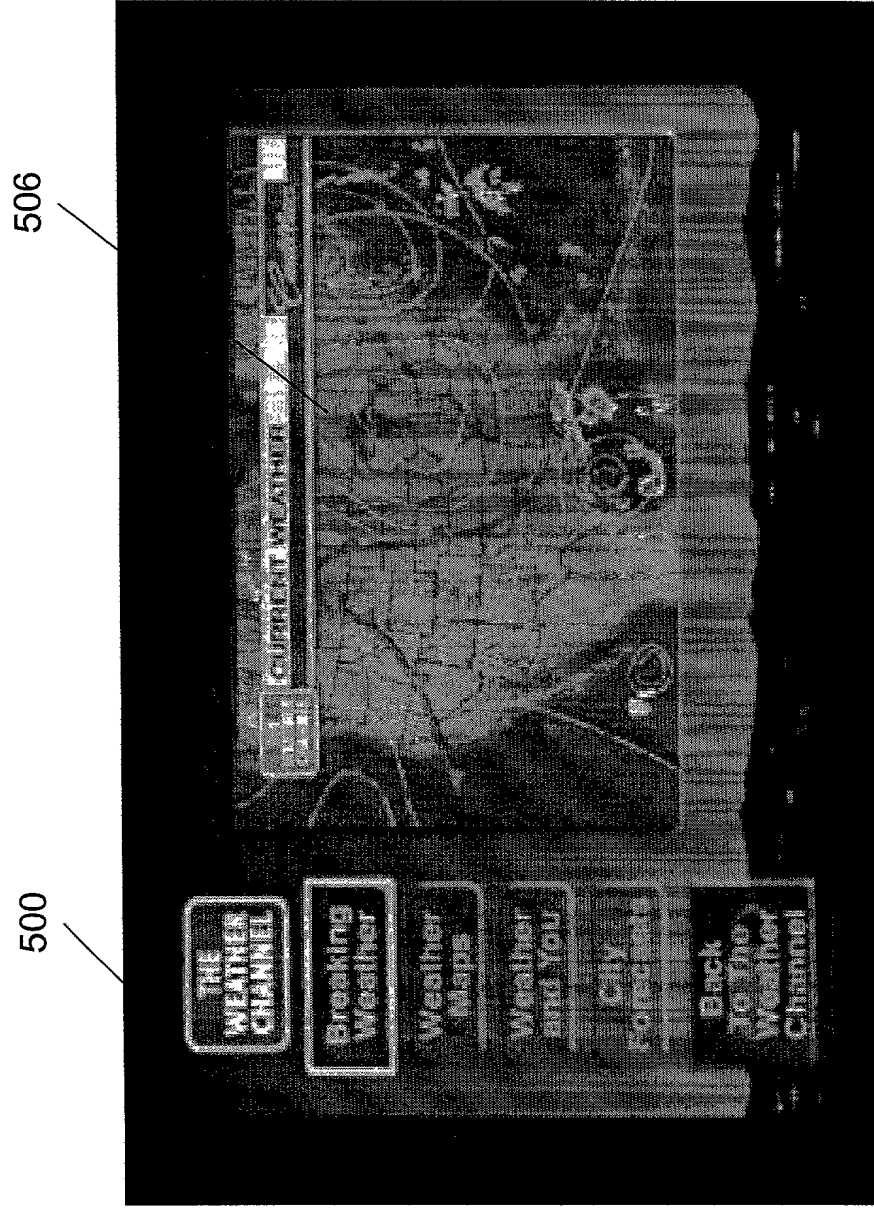 500
506
THE
WEATHER
CHANNEL
Breaking
Weather
Weather
Maps
Weather
and You
City
Forecasts
Back
To The
Weather
Channel
CURRENT WEATHER